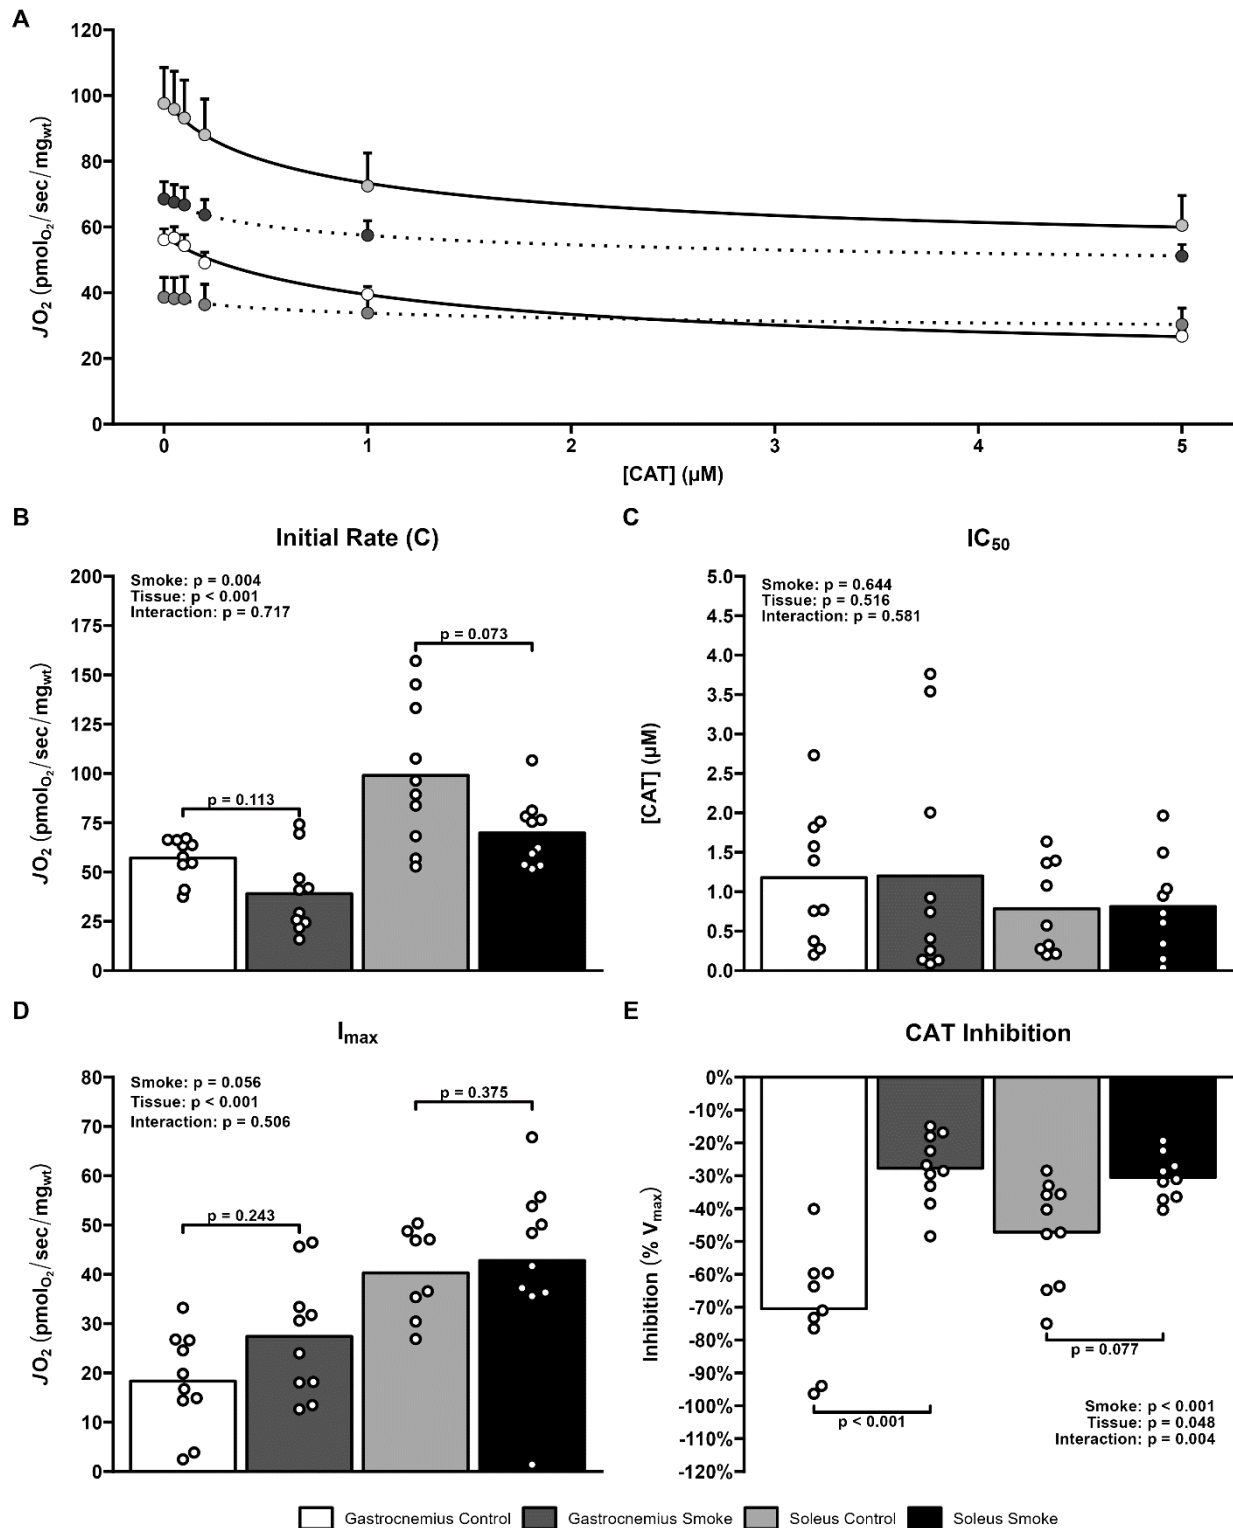 A
120
100
80
60
40
20
0
JO2 (pmolO2/sec/mgwt)
0 1 2 3 4 5
[CAT] (µM)
B
Initial Rate (C)
Smoke: p = 0.004
Tissue: p < 0.001
Interaction: p = 0.717
200
175
150
125
100
75
50
25
0
JO2 (pmolO2/sec/mgwt)
p = 0.113
p = 0.073
C
IC50
Smoke: p = 0.644
Tissue: p = 0.516
Interaction: p = 0.581
5.0
4.5
4.0
3.5
3.0
2.5
2.0
1.5
1.0
0.5
0.0
[CAT] (µM)
D
Imax
Smoke: p = 0.056
Tissue: p < 0.001
Interaction: p = 0.506
80
70
60
50
40
30
20
10
0
JO2 (pmolO2/sec/mgwt)
p = 0.243
p = 0.375
E
CAT Inhibition
0%
-10%
-20%
-30%
-40%
-50%
-60%
-70%
-80%
-90%
-100%
-110%
-120%
Inhibition (% Vmax)
p < 0.001
p = 0.077
Smoke: p < 0.001
Tissue: p = 0.048
Interaction: p = 0.004
Gastrocnemius Control Gastrocnemius Smoke Soleus Control Soleus Smoke